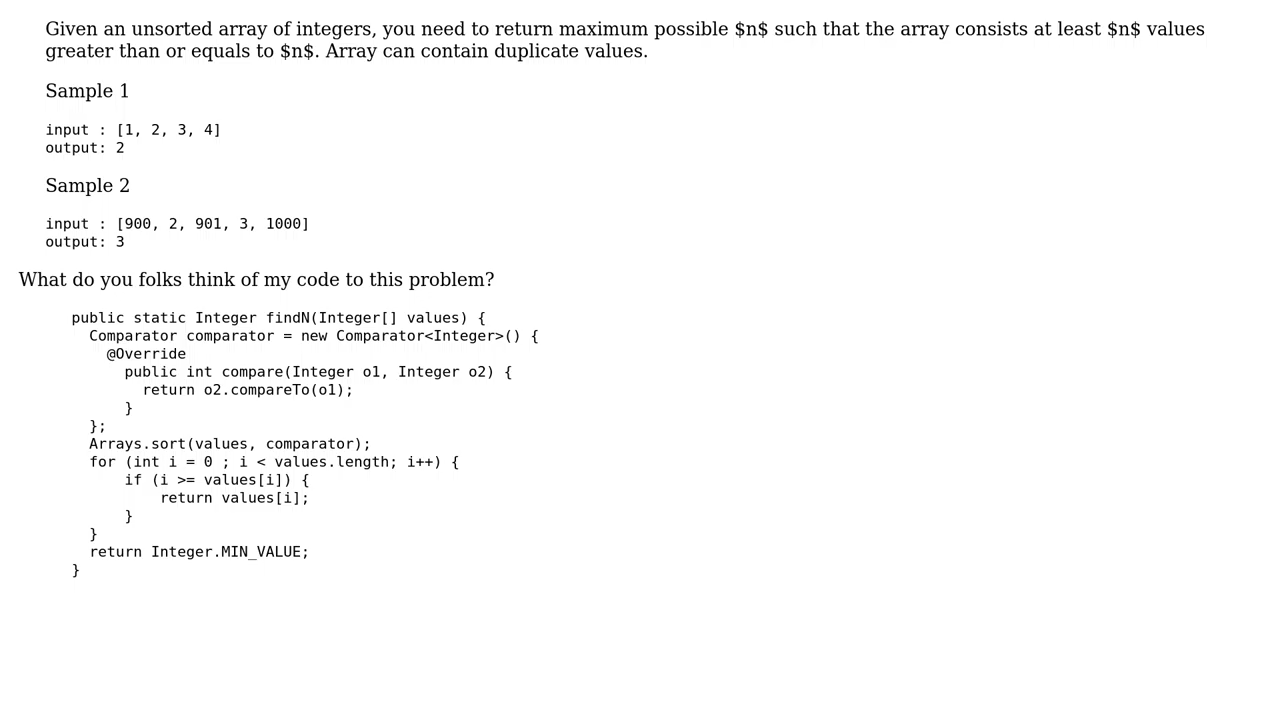 Given an unsorted array of integers, you need to return maximum possible $n$ such that the array consists at least $n$ values
greater than or equals to $n$. Array can contain duplicate values.
Sample 1
input : [1, 2, 3, 4]
output: 2
Sample 2
input : [900, 2, 901, 3, 1000]
output: 3
What do you folks think of my code to this problem?
public static Integer findN(Integer[] values) {
  Comparator comparator = new Comparator<Integer>() {
    @Override
      public int compare(Integer o1, Integer o2) {
        return o2.compareTo(o1);
      }
  };
  Arrays.sort(values, comparator);
  for (int i = 0 ; i < values.length; i++) {
      if (i >= values[i]) {
          return values[i];
      }
  }
  return Integer.MIN_VALUE;
}